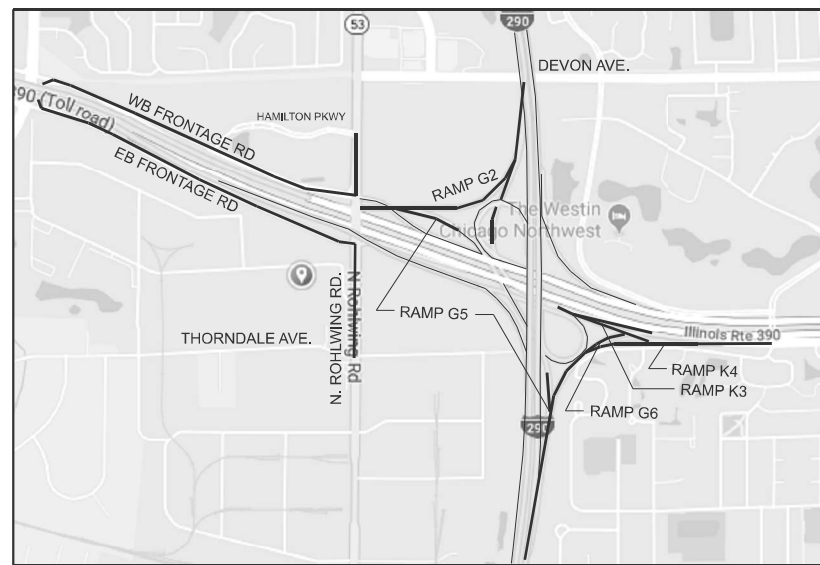 290
53
DEVON AVE.
390 (Toll road)
WB FRONTAGE RD
HAMILTON PKWY
EB FRONTAGE RD
RAMP G2
The Westin
Chicago Northwest
N. ROHLWING RD.
N Rohlwing Rd
RAMP G5
THORNDALE AVE.
Illinois Rte 390
RAMP K4
RAMP K3
RAMP G6
290